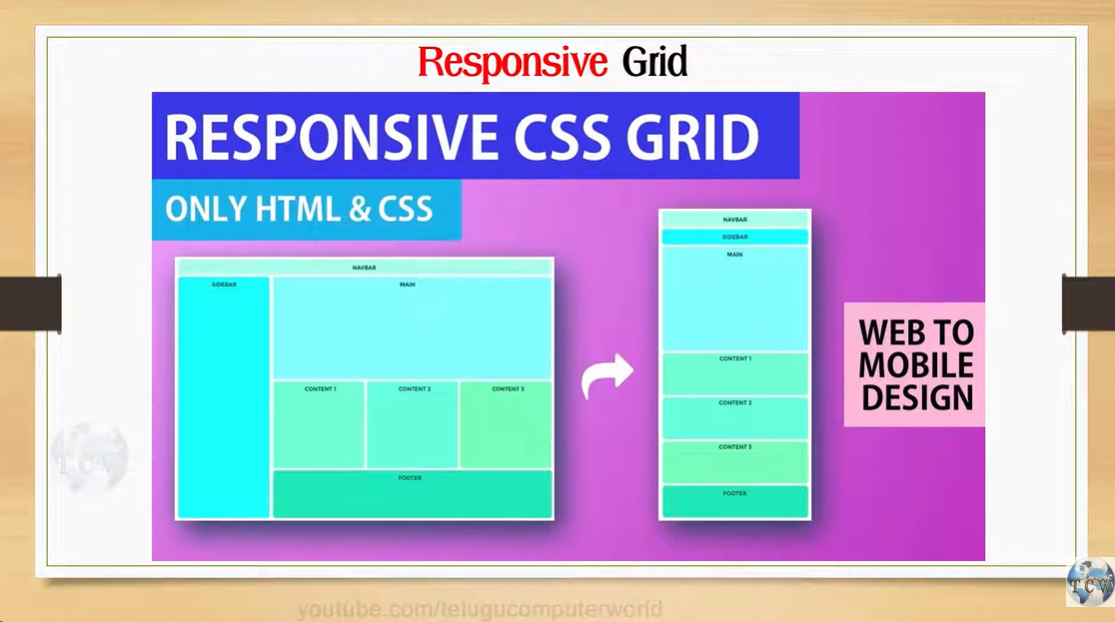 Responsive Grid
RESPONSIVE CSS GRID
ONLY HTML & CSS
NAVBAR
SIDEBAR
MAIN
CONTENT 1
CONTENT 2
CONTENT 3
FOOTER
NAVBAR
SIDEBAR
MAIN
CONTENT 1
CONTENT 2
CONTENT 3
FOOTER
WEB TO
MOBILE
DESIGN
TCW
TCW
youtube.com/telugucomputerworld